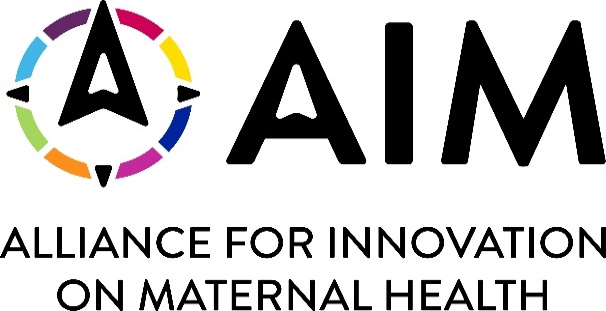 AIM
ALLIANCE FOR INNOVATION
ON MATERNAL HEALTH